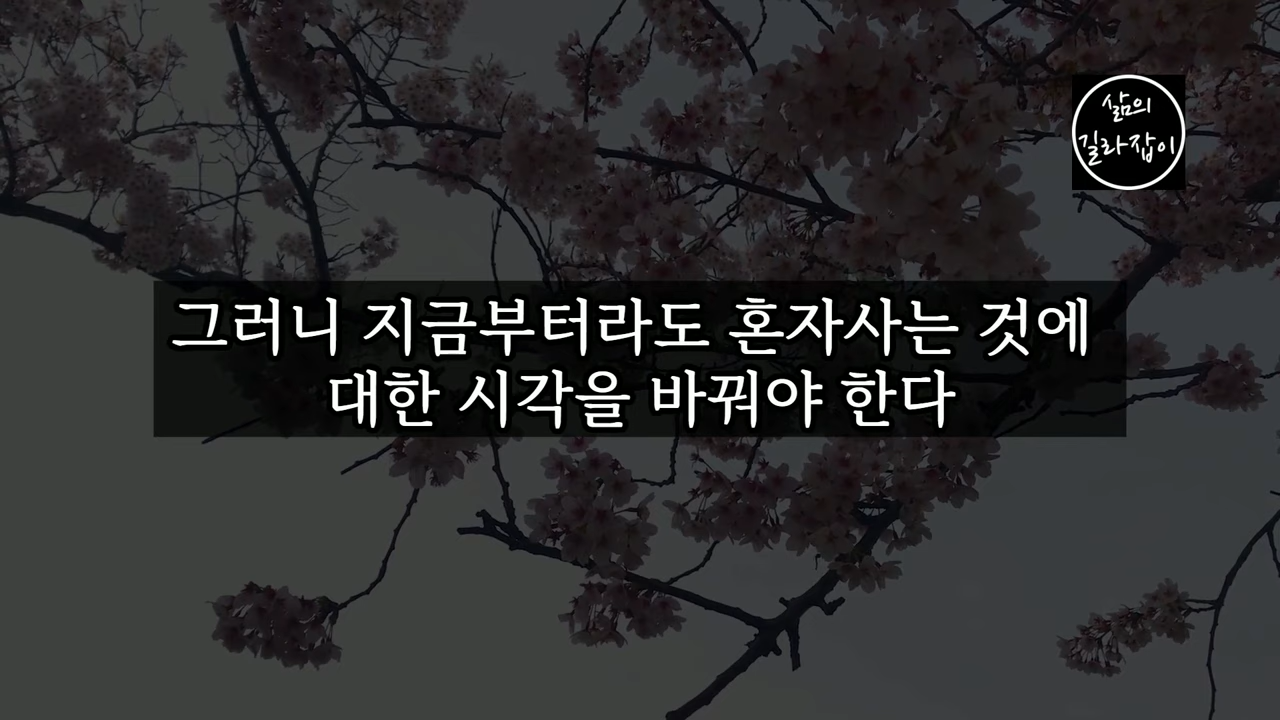 삶의
길라잡이
그러니 지금부터라도 혼자사는 것에
대한 시각을 바꿔야 한다